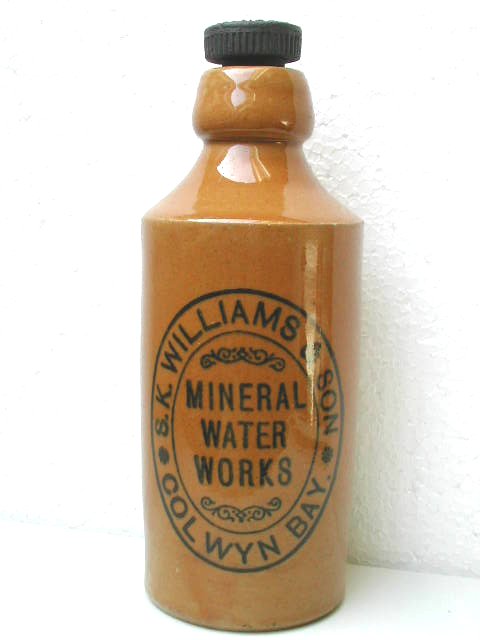 S.K. WILLIAMS & SON
MINERAL
WATER
WORKS
COLWYN BAY.